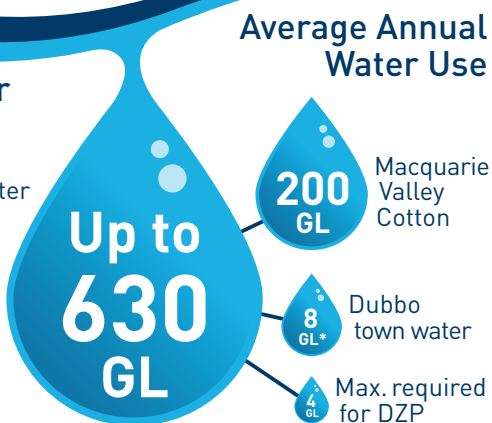 Average Annual
Water Use
Up to
630
GL
200
GL
Macquarie
Valley
Cotton
8
GL*
Dubbo
town water
4
GL
Max. required
for DZP